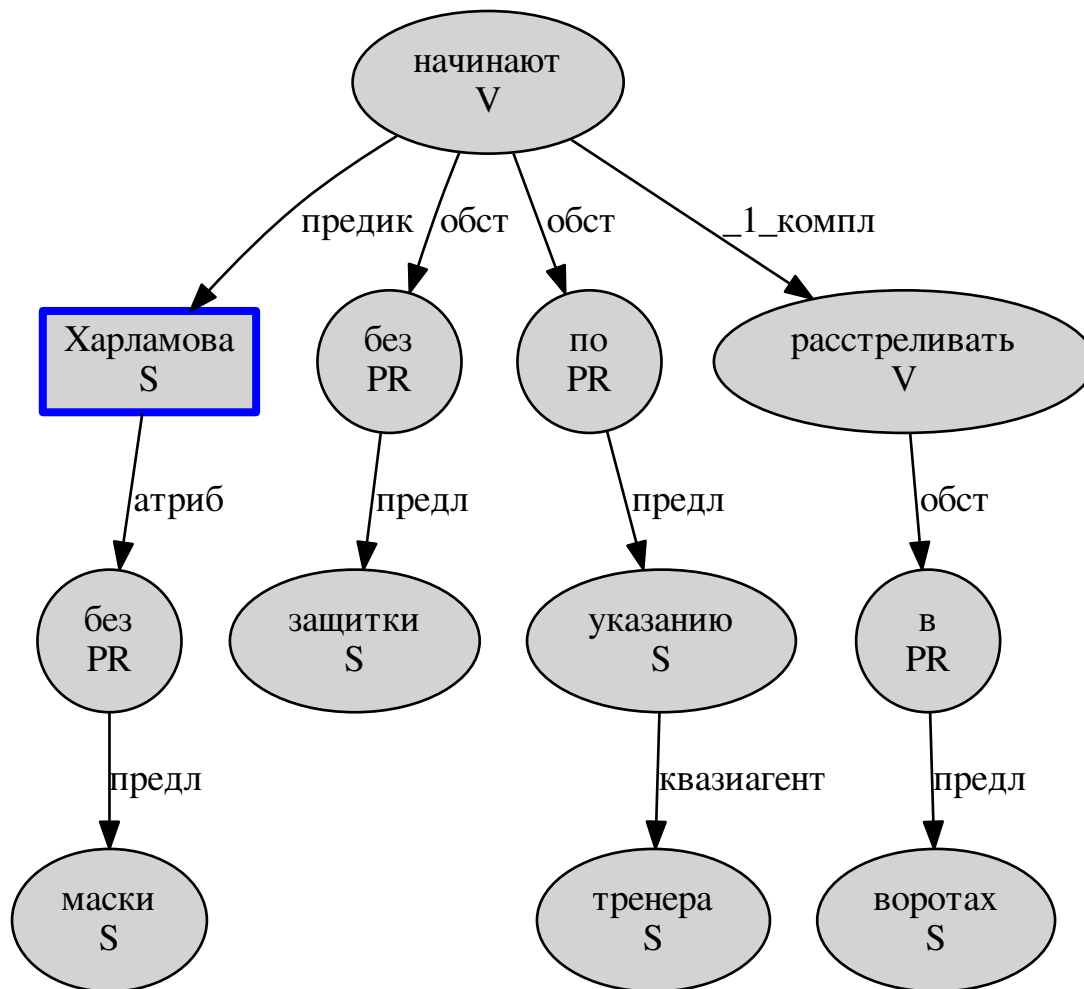 начинают
V
предик
обст
обст
_1_компл
Харламова
S
без
PR
по
PR
расстреливать
V
атриб
предл
предл
обст
без
PR
защитки
S
указанию
S
в
PR
предл
квазиагент
предл
маски
S
тренера
S
воротах
S